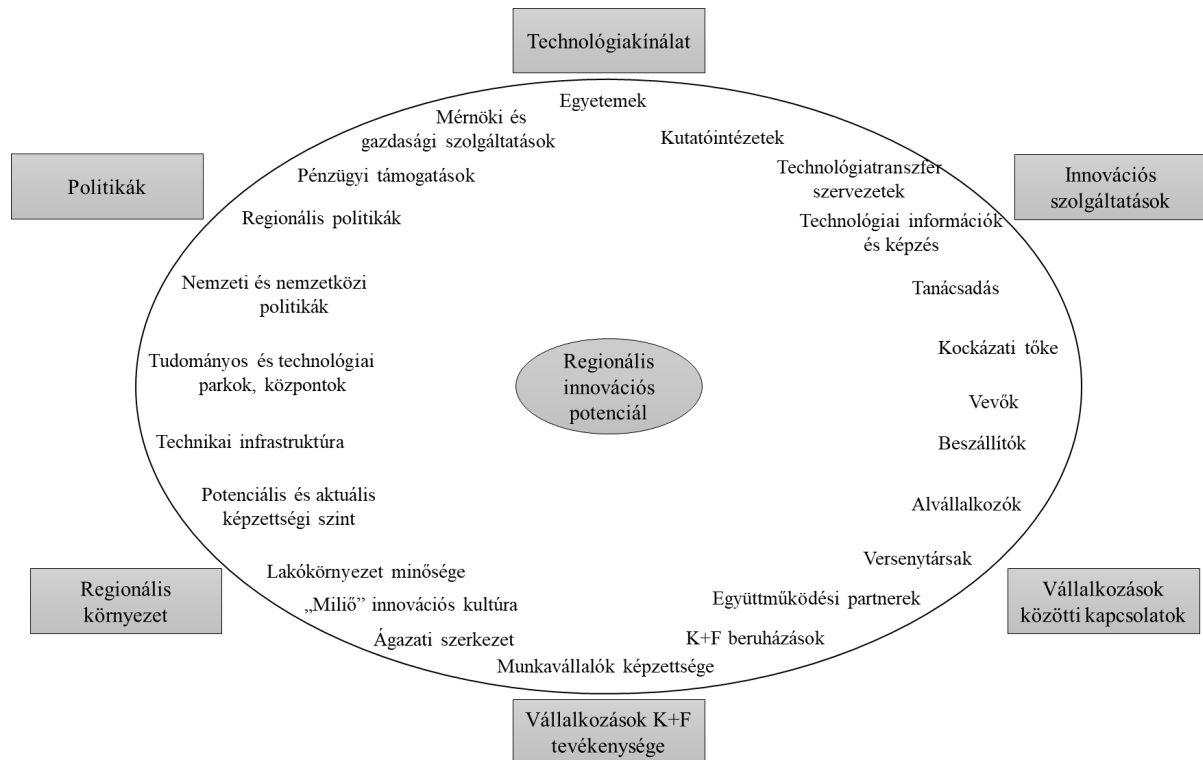 Technológiakínálat
Egyetemek
Mérnöki és
gazdasági szolgáltatások
Kutatóintézetek
Politikák
Pénzügyi támogatások
Technológiatranszfer
szervezetek
Innovációs
szolgáltatások
Regionális politikák
Technológiai információk
és képzés
Nemzeti és nemzetközi
politikák
Tanácsadás
Tudományos és technológiai
parkok, központok
Regionális
innovációs
potenciál
Kockázati tőke
Vevők
Technikai infrastruktúra
Beszállítók
Potenciális és aktuális
képzettségi szint
Alvállalkozók
Versenytársak
Regionális
környezet
Lakókörnyezet minősége
„Miliő” innovációs kultúra
Együttműködési partnerek
Vállalkozások
közötti kapcsolatok
Ágazati szerkezet
K+F beruházások
Munkavállalók képzettsége
Vállalkozások K+F
tevékenysége